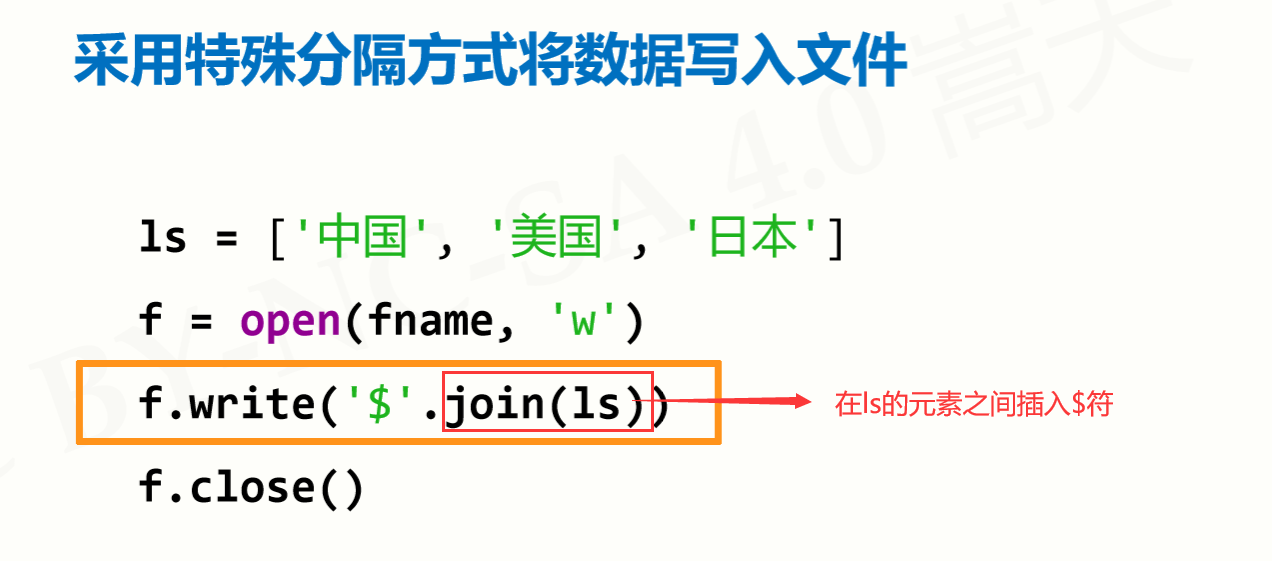 采用特殊分隔方式将数据写入文件
BY-NC-SA 4.0 嵩天
ls = ['中国', '美国', '日本']
f = open(fname, 'w')
f.write('$'.join(ls))
在ls的元素之间插入$符
f.close()